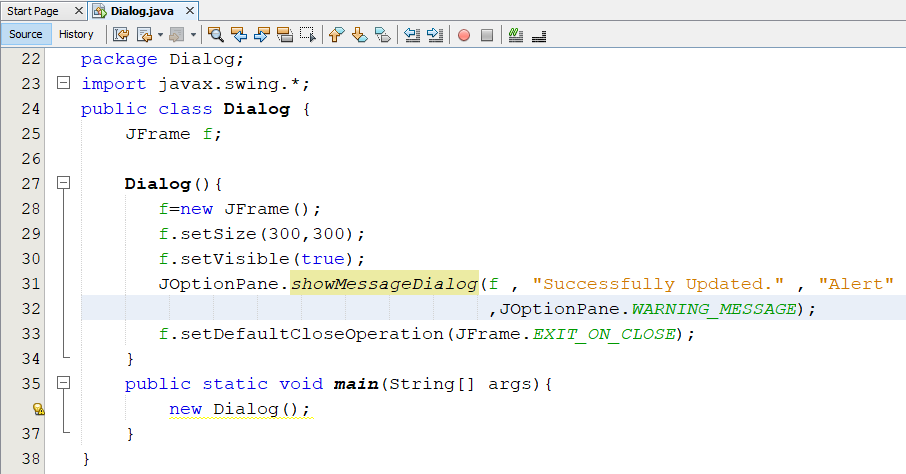 Start Page
Dialog.java
Source History
22 package Dialog;
23 import javax.swing.*;
24 public class Dialog {
25 JFrame f;
26
27 Dialog(){
28 f=new JFrame();
29 f.setSize(300,300);
30 f.setVisible(true);
31 JOptionPane.showMessageDialog(f , "Successfully Updated." , "Alert"
32 ,JOptionPane.WARNING_MESSAGE);
33 f.setDefaultCloseOperation(JFrame.EXIT_ON_CLOSE);
34 }
35 public static void main(String[] args){
new Dialog();
37 }
38 }